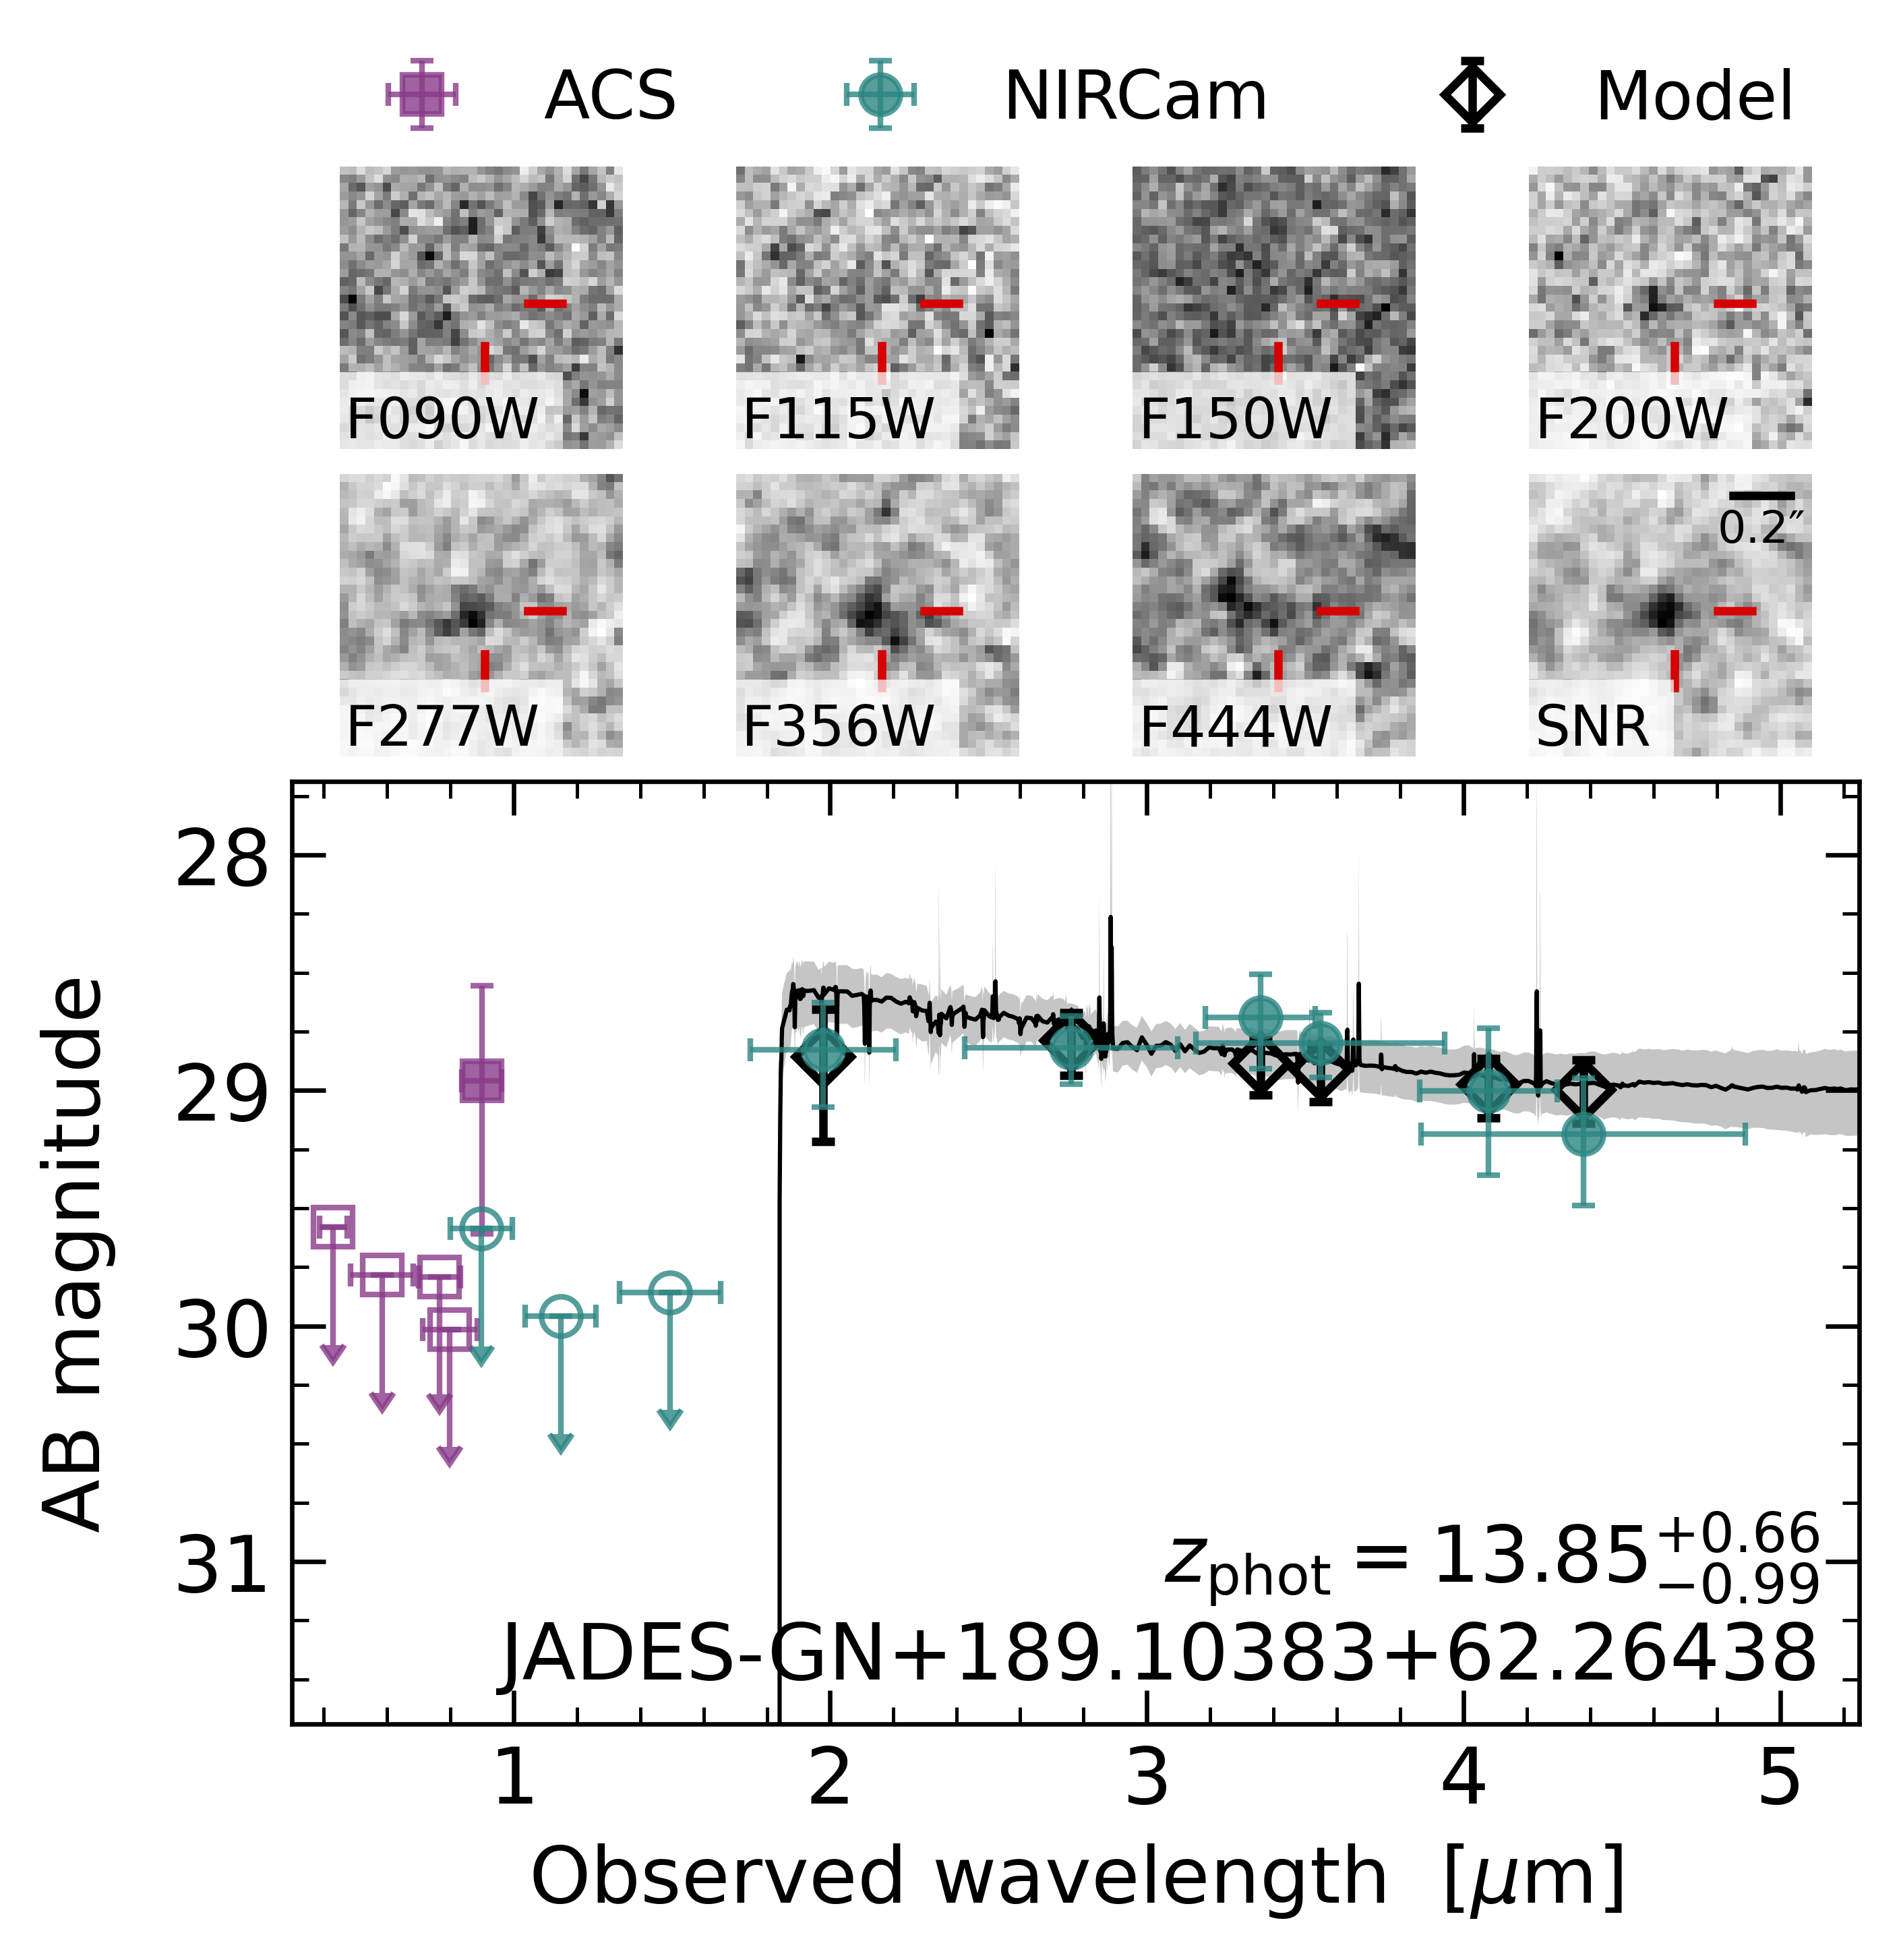 ACS NIRCam Model
F090W F115W F150W F200W
0.2″
F277W F356W F444W SNR
28
29
30
31
AB magnitude
z_phot = 13.85 +0.66 −0.99
JADES-GN+189.10383+62.26438
1 2 3 4 5
Observed wavelength [μm]